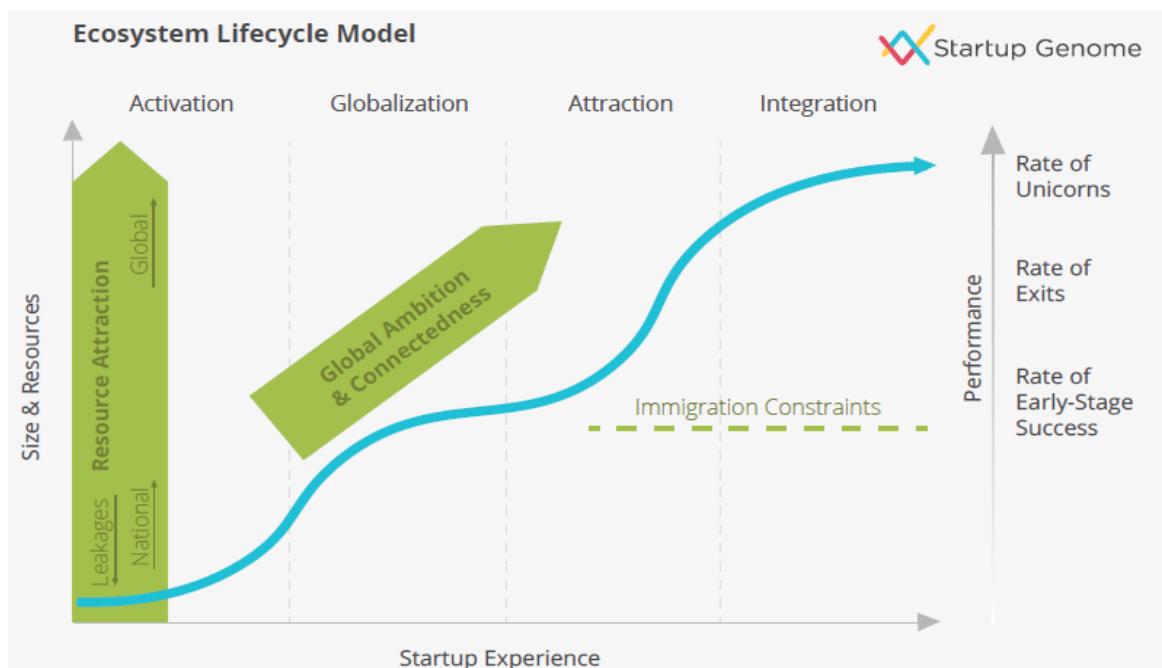 Ecosystem Lifecycle Model
Startup Genome
Activation
Globalization
Attraction
Integration
Size & Resources
Resource Attraction
Global
National
Leakages
Global Ambition
& Connectedness
Immigration Constraints
Performance
Rate of
Unicorns
Rate of
Exits
Rate of
Early-Stage
Success
Startup Experience